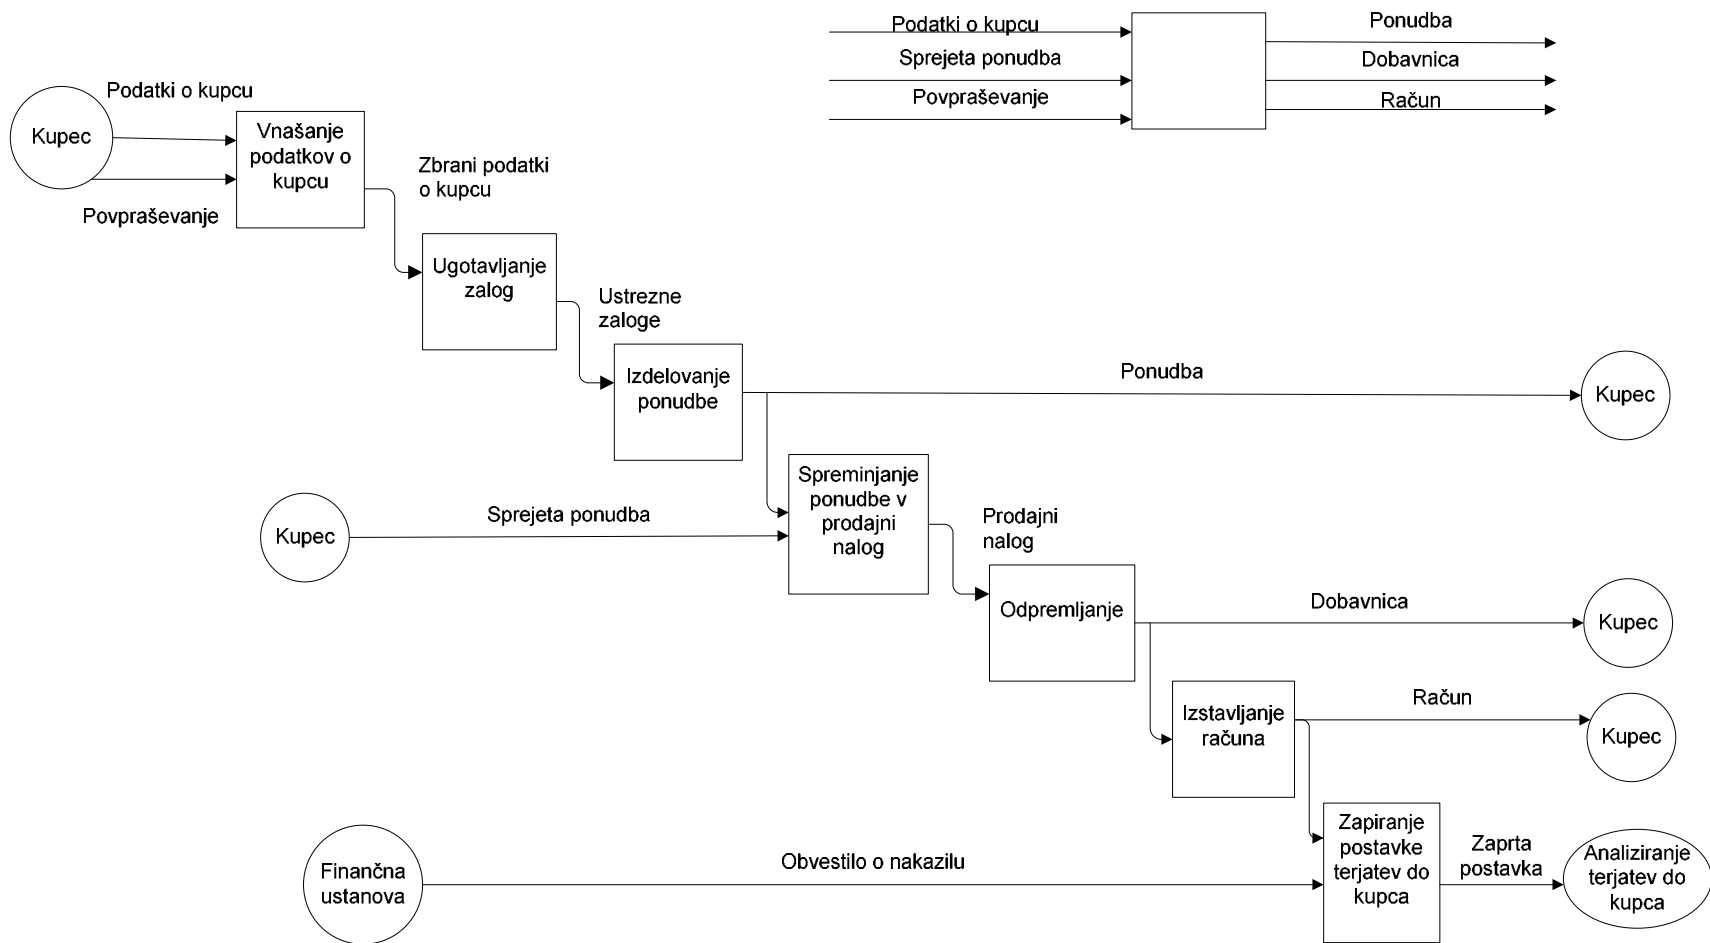 Podatki o kupcu
Ponudba
Sprejeta ponudba
Dobavnica
Povpraševanje
Račun
Podatki o kupcu
Kupec
Vnašanje
podatkov o
kupcu
Povpraševanje
Zbrani podatki
o kupcu
Ugotavljanje
zalog
Ustrezne
zaloge
Izdelovanje
ponudbe
Ponudba
Kupec
Kupec
Sprejeta ponudba
Spreminjanje
ponudbe v
prodajni
nalog
Prodajni
nalog
Odpremljanje
Dobavnica
Kupec
Izstavljanje
računa
Račun
Kupec
Finančna
ustanova
Obvestilo o nakazilu
Zapiranje
postavke
terjatev do
kupca
Zaprta
postavka
Analiziranje
terjatev do
kupca